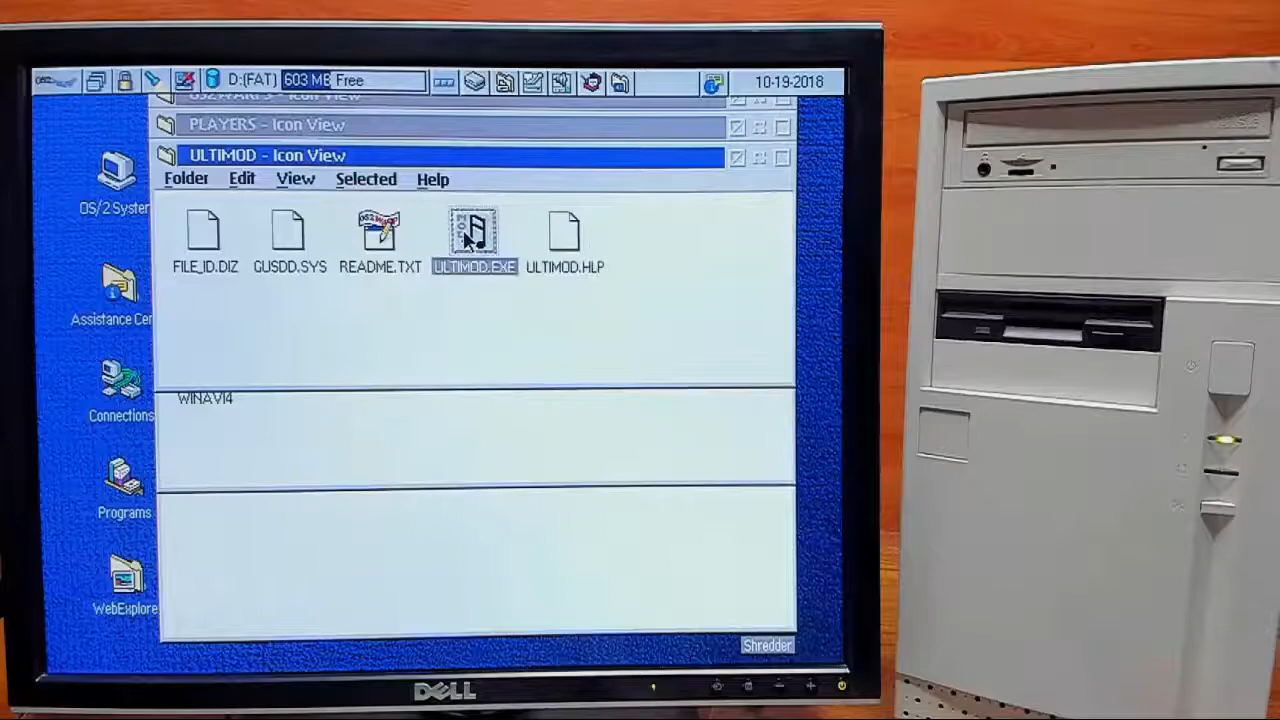 D:(FAT) 603 MB Free 10-19-2018
PLAYERS - Icon View
ULTIMOD - Icon View
Folder Edit View Selected Help
FILE_ID.DIZ GUSDD.SYS README.TXT ULTIMOD.EXE ULTIMOD.HLP
WINAVI4
OS/2 System
Assistance Cen
Connections
Programs
WebExplore
Shredder
DELL